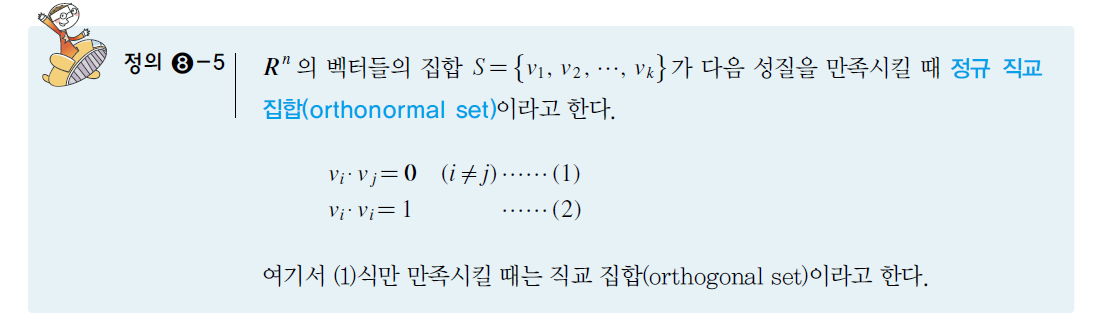 정의 ❽-5
Rⁿ의 벡터들의 집합 S={v₁, v₂, ⋯, vₖ}가 다음 성질을 만족시킬 때 정규 직교
집합(orthonormal set)이라고 한다.
vᵢ· vⱼ= 0 (i≠j)⋯⋯(1)
vᵢ· vᵢ= 1 ⋯⋯(2)
여기서 (1)식만 만족시킬 때는 직교 집합(orthogonal set)이라고 한다.